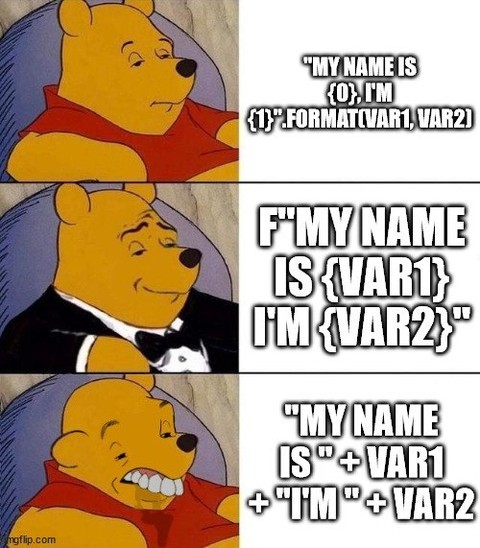 "MY NAME IS
{0}, I'M
{1}".FORMAT(VAR1, VAR2)
F"MY NAME
IS {VAR1}
I'M {VAR2}"
"MY NAME
IS " + VAR1
+ "I'M " + VAR2
imgflip.com